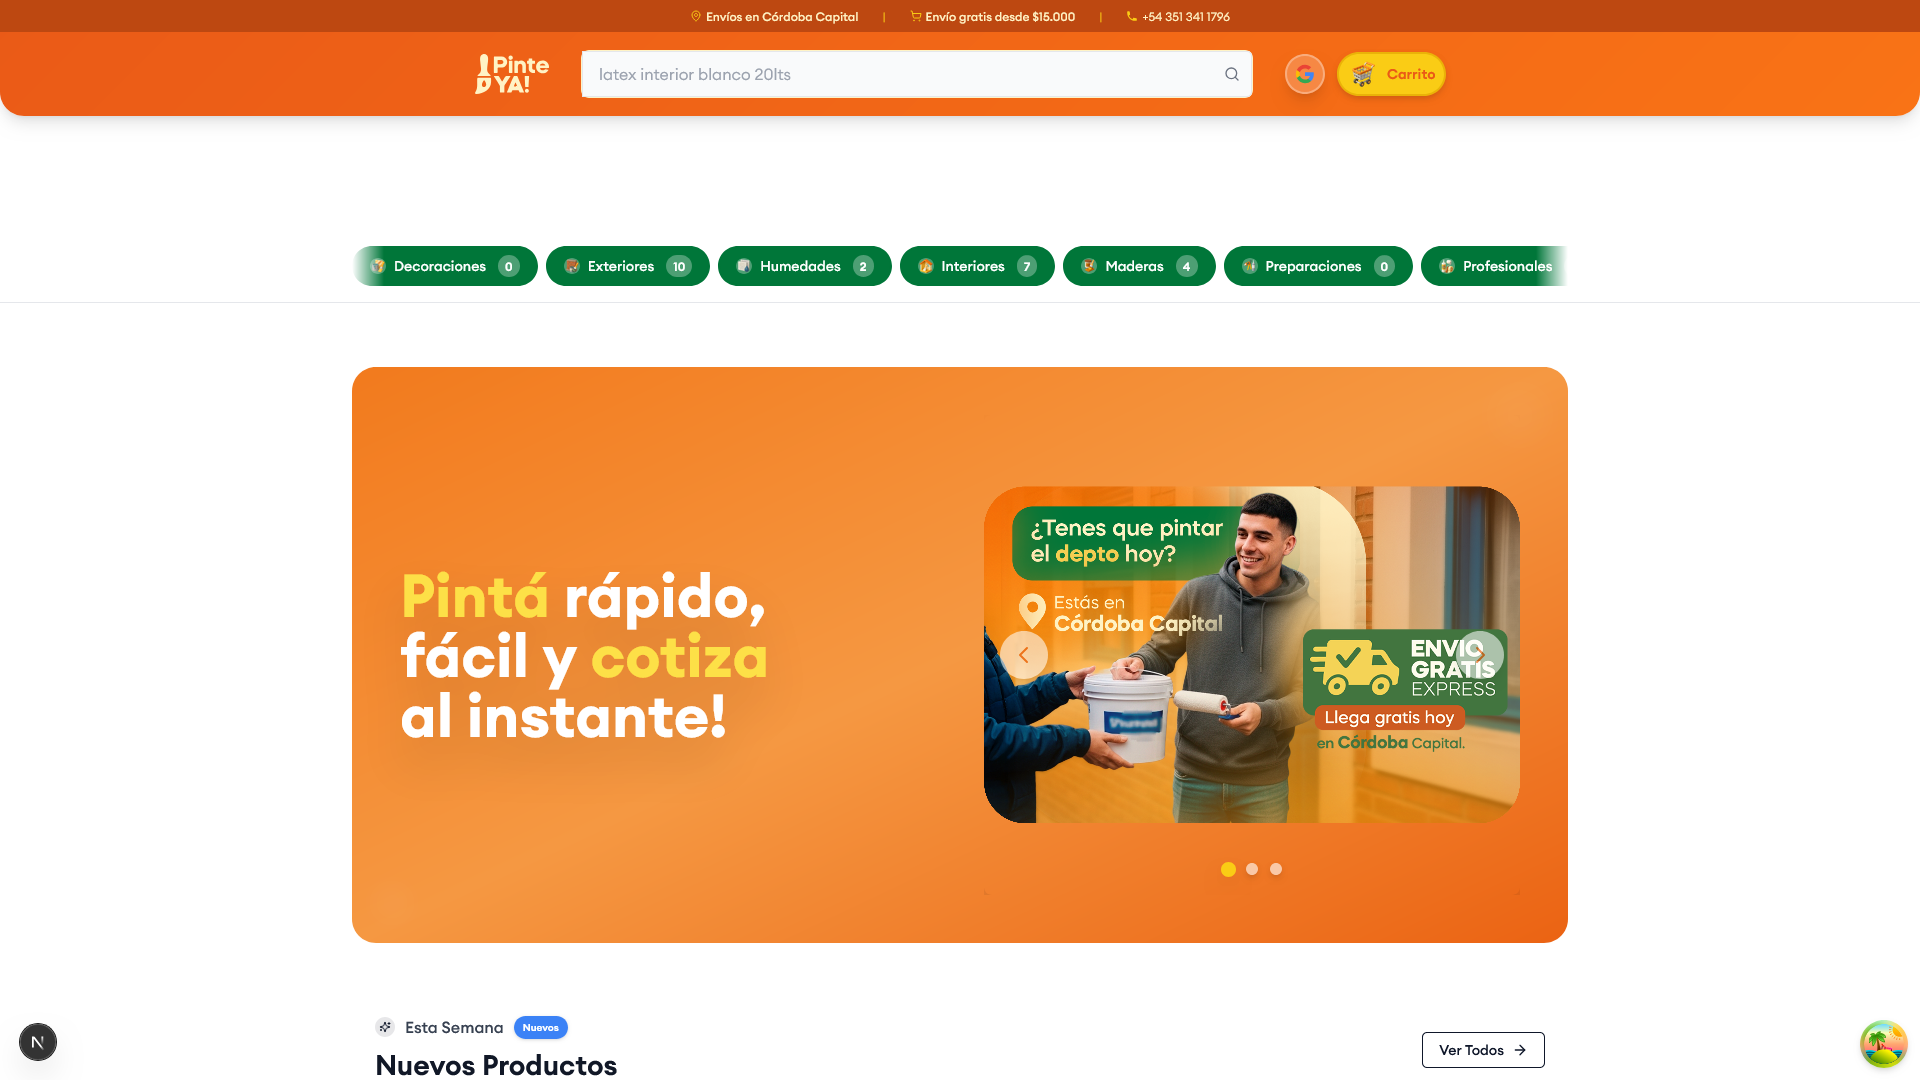 Envíos en Córdoba Capital | Envío gratis desde $15.000 | +54 351 341 1796
Pinte
YA!
latex interior blanco 20lts
Carrito
Decoraciones 0 Exteriores 10 Humedades 2 Interiores 7 Maderas 4 Preparaciones 0 Profesionales
Pintá rápido,
fácil y cotiza
al instante!
¿Tenes que pintar
el depto hoy?
Estás en
Córdoba Capital
ENVIO
GRATIS
EXPRESS
Llega gratis hoy
en Córdoba Capital.
Esta Semana Nuevos
Nuevos Productos
Ver Todos
N